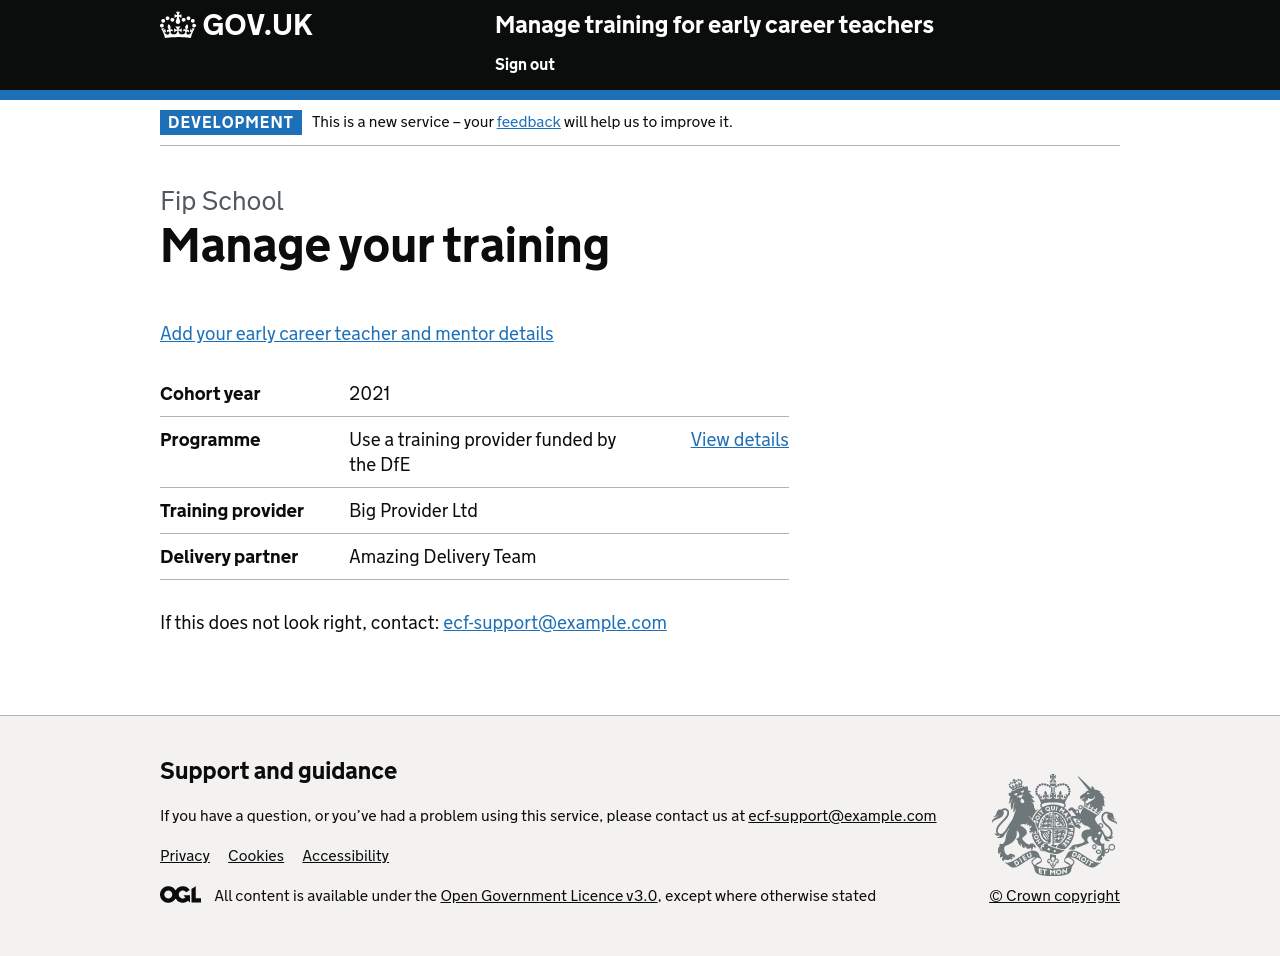 GOV.UK
Manage training for early career teachers
Sign out
DEVELOPMENT This is a new service – your feedback will help us to improve it.
Fip School
Manage your training
Add your early career teacher and mentor details
Cohort year 2021
Programme Use a training provider funded by View details
the DfE
Training provider Big Provider Ltd
Delivery partner Amazing Delivery Team
If this does not look right, contact: ecf-support@example.com
Support and guidance
If you have a question, or you’ve had a problem using this service, please contact us at ecf-support@example.com
Privacy Cookies Accessibility
OGL All content is available under the Open Government Licence v3.0, except where otherwise stated
DIEU ET MON DROIT
© Crown copyright